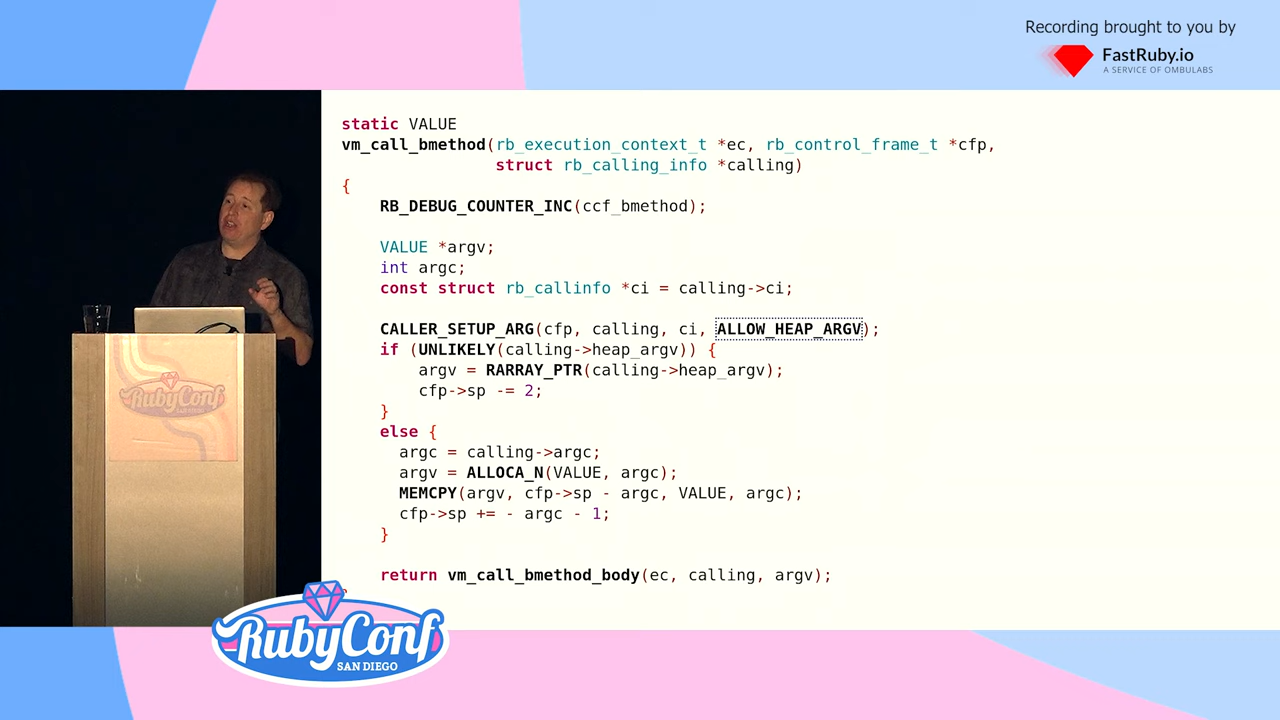 Recording brought to you by
FastRuby.io
A SERVICE OF OMBULABS
static VALUE
vm_call_bmethod(rb_execution_context_t *ec, rb_control_frame_t *cfp,
                struct rb_calling_info *calling)
{
    RB_DEBUG_COUNTER_INC(ccf_bmethod);
    VALUE *argv;
    int argc;
    const struct rb_callinfo *ci = calling->ci;
    CALLER_SETUP_ARG(cfp, calling, ci, ALLOW_HEAP_ARGV);
    if (UNLIKELY(calling->heap_argv)) {
        argv = RARRAY_PTR(calling->heap_argv);
        cfp->sp -= 2;
    }
    else {
      argc = calling->argc;
      argv = ALLOCA_N(VALUE, argc);
      MEMCPY(argv, cfp->sp - argc, VALUE, argc);
      cfp->sp += - argc - 1;
    }
    return vm_call_bmethod_body(ec, calling, argv);
RubyConf
SAN DIEGO
RubyConf
SAN DIEGO